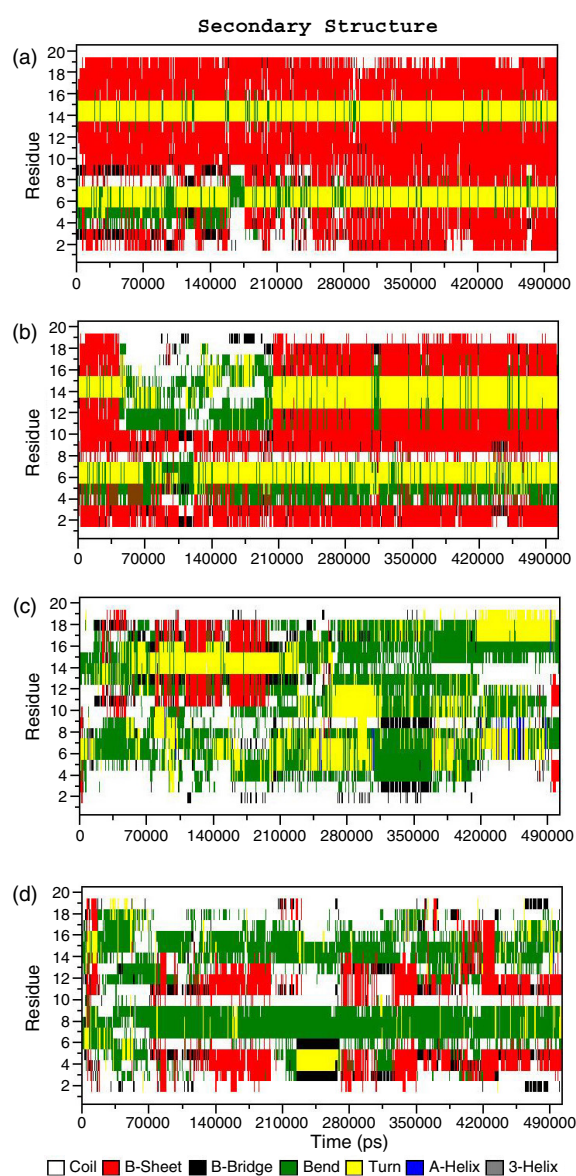 Secondary Structure
(a)
20
18
16
14
12
10
8
6
4
2
Residue
0 70000 140000 210000 280000 350000 420000 490000
(b)
20
18
16
14
12
10
8
6
4
2
Residue
0 70000 140000 210000 280000 350000 420000 490000
(c)
20
18
16
14
12
10
8
6
4
2
Residue
0 70000 140000 210000 280000 350000 420000 490000
(d)
20
18
16
14
12
10
8
6
4
2
Residue
0 70000 140000 210000 280000 350000 420000 490000
Time (ps)
Coil B-Sheet B-Bridge Bend Turn A-Helix 3-Helix